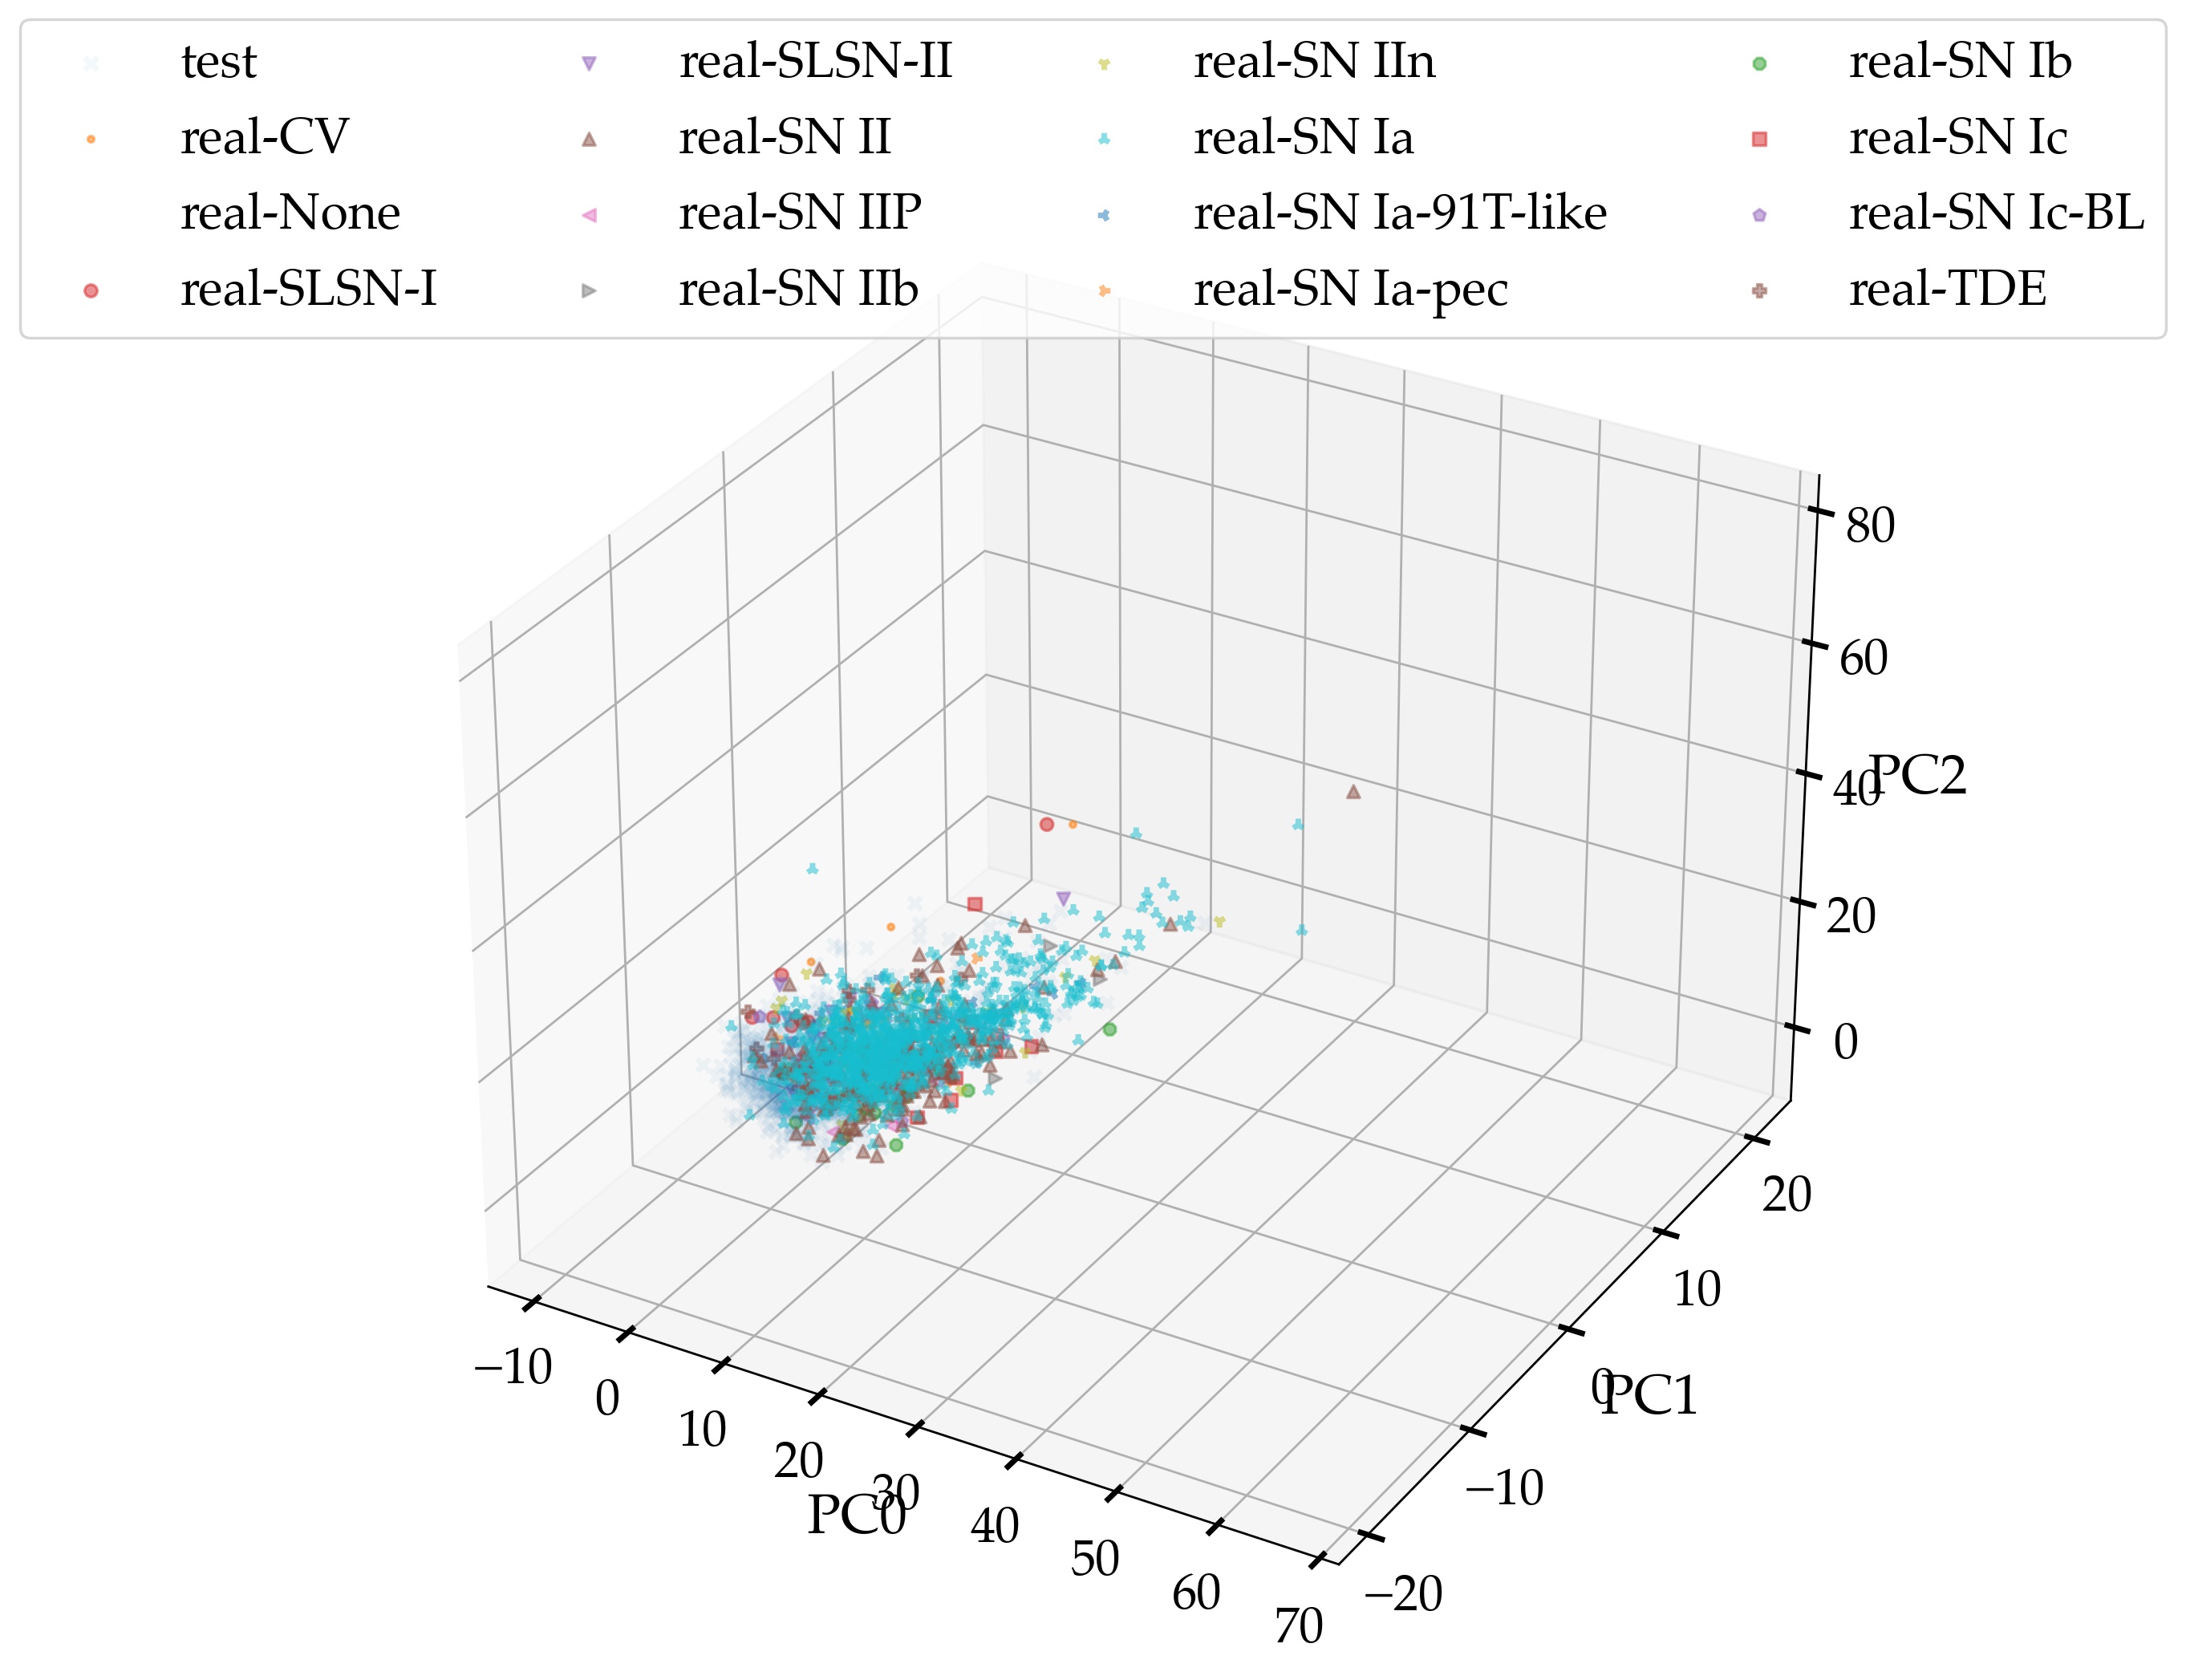 test
real-CV
real-None
real-SLSN-I
real-SLSN-II
real-SN II
real-SN IIP
real-SN IIb
real-SN IIn
real-SN Ia
real-SN Ia-91T-like
real-SN Ia-pec
real-SN Ib
real-SN Ic
real-SN Ic-BL
real-TDE
80
60
40
PC2
20
0
20
10
0
PC1
−10
−20
−10
0
10
20
30
PC0
40
50
60
70